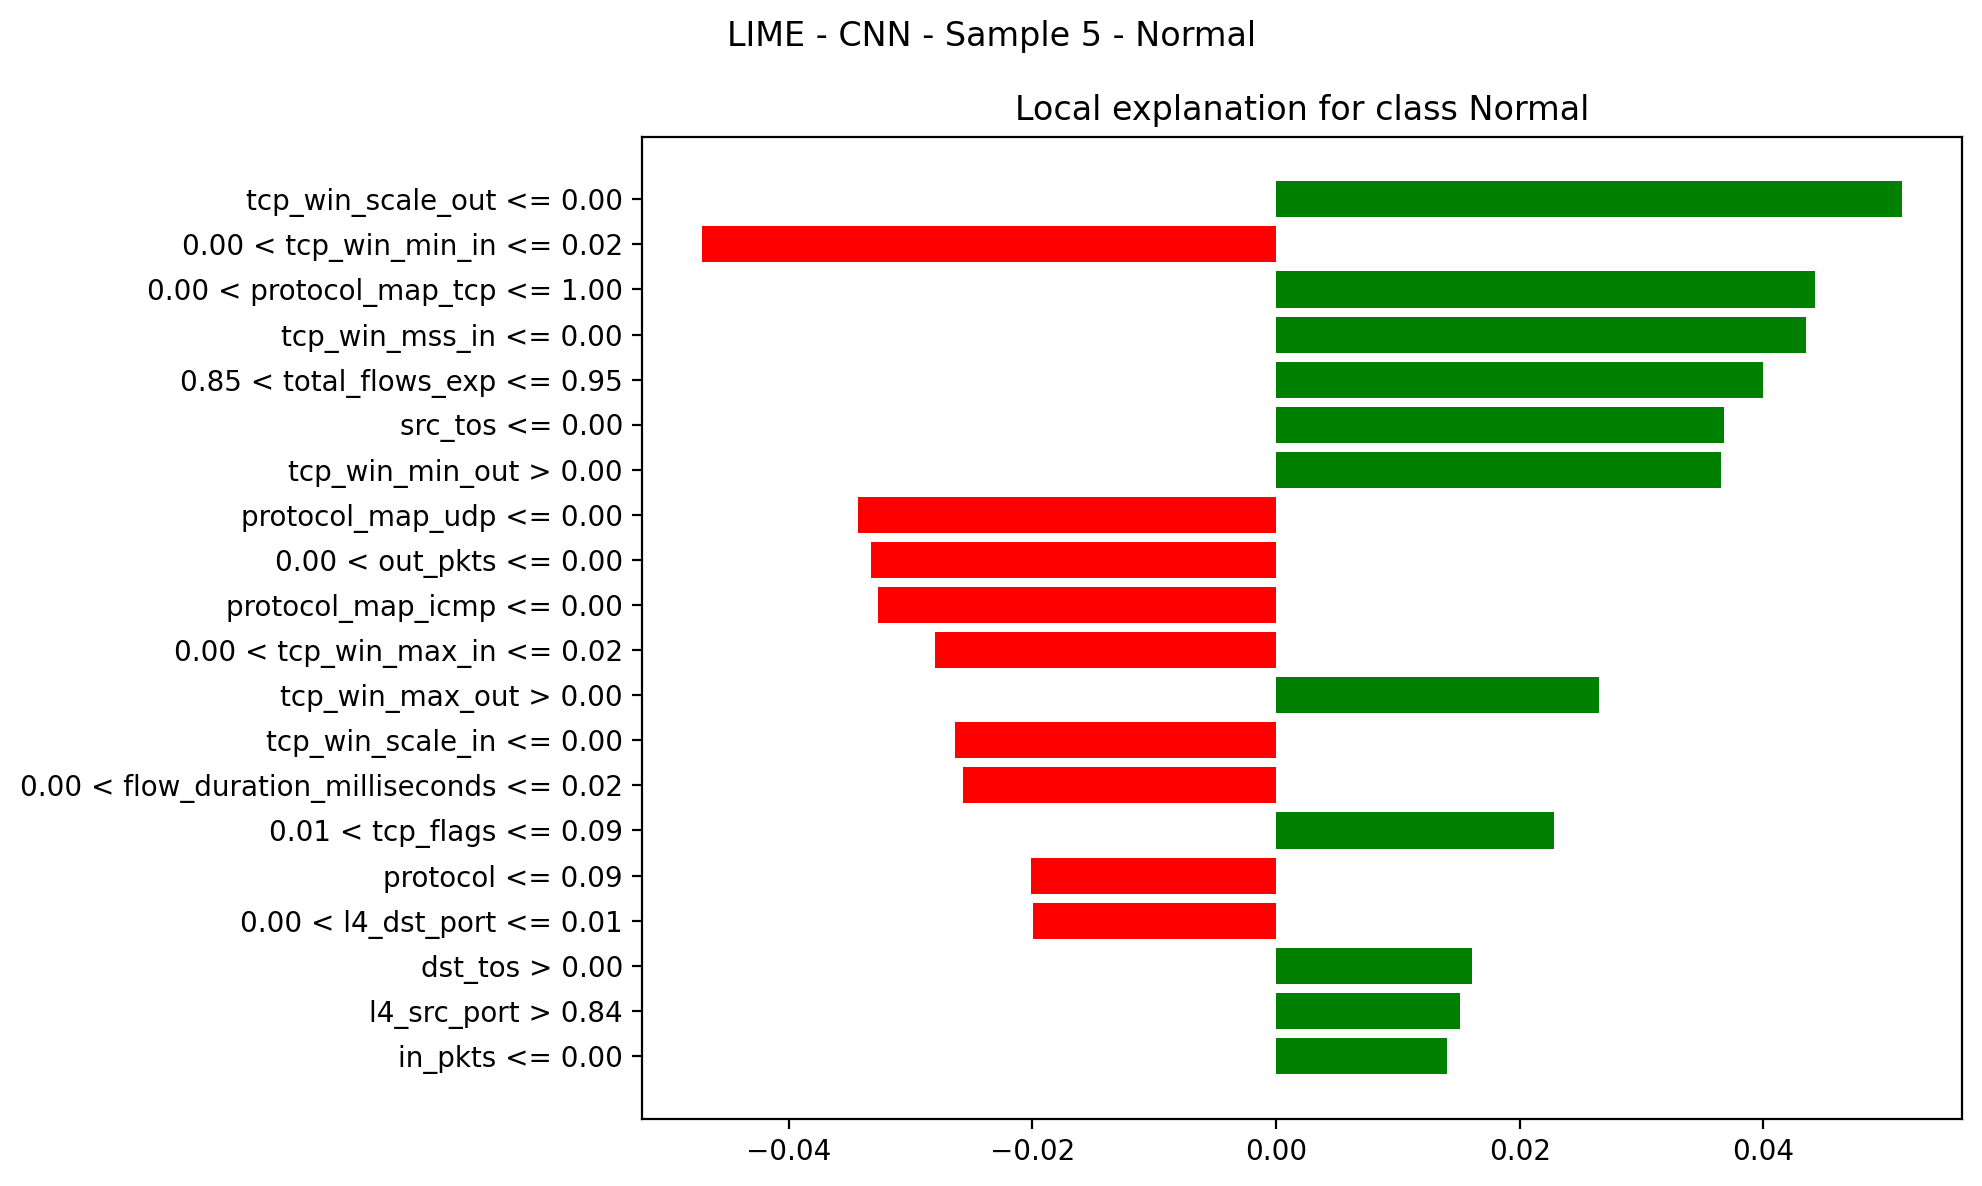 LIME - CNN - Sample 5 - Normal
Local explanation for class Normal
tcp_win_scale_out <= 0.00
0.00 < tcp_win_min_in <= 0.02
0.00 < protocol_map_tcp <= 1.00
tcp_win_mss_in <= 0.00
0.85 < total_flows_exp <= 0.95
src_tos <= 0.00
tcp_win_min_out > 0.00
protocol_map_udp <= 0.00
0.00 < out_pkts <= 0.00
protocol_map_icmp <= 0.00
0.00 < tcp_win_max_in <= 0.02
tcp_win_max_out > 0.00
tcp_win_scale_in <= 0.00
0.00 < flow_duration_milliseconds <= 0.02
0.01 < tcp_flags <= 0.09
protocol <= 0.09
0.00 < l4_dst_port <= 0.01
dst_tos > 0.00
l4_src_port > 0.84
in_pkts <= 0.00
−0.04 −0.02 0.00 0.02 0.04